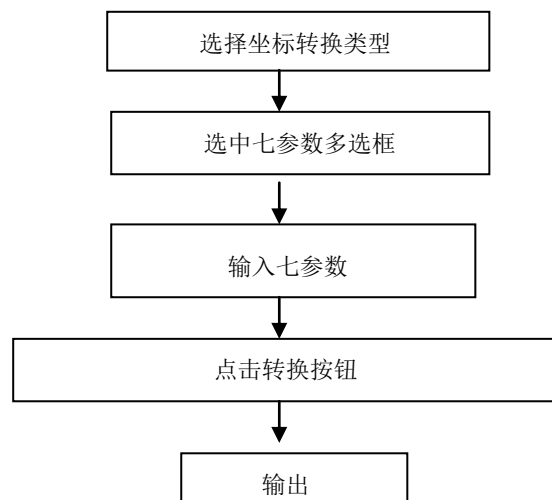 选择坐标转换类型
选中七参数多选框
输入七参数
点击转换按钮
输出